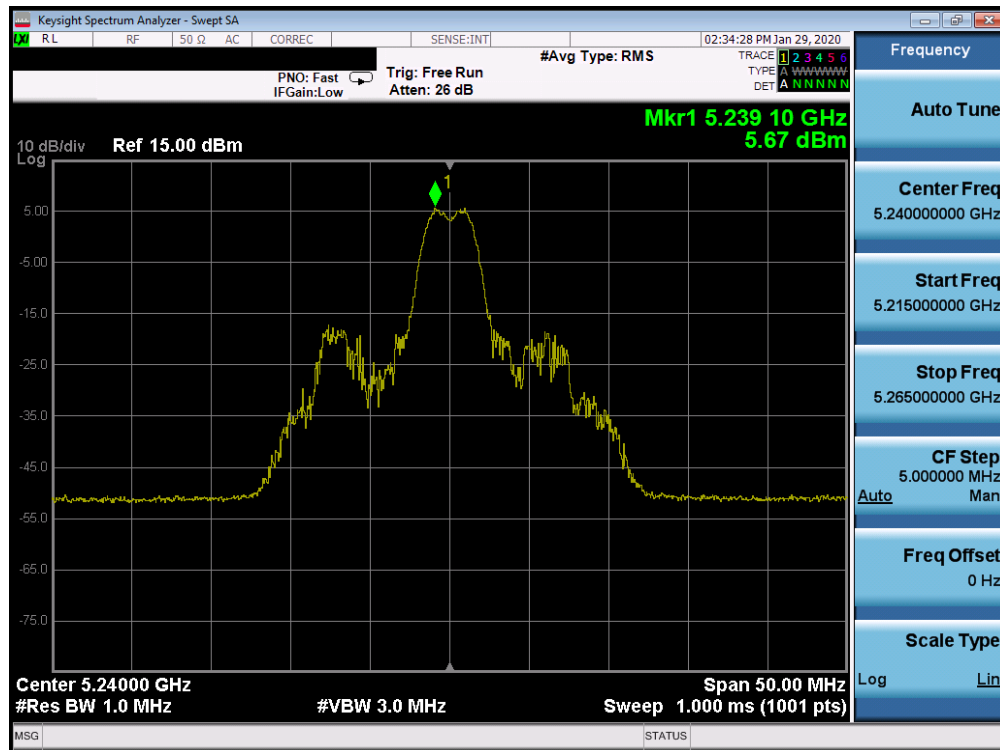 Keysight Spectrum Analyzer - Swept SA
LXI RL RF 50 Ω AC CORREC SENSE:INT 02:34:28 PM Jan 29, 2020
Frequency
#Avg Type: RMS
TRACE 1 2 3 4 5 6
PNO: Fast Trig: Free Run
TYPE A WWWWW
IFGain:Low Atten: 26 dB
DET A N N N N N
Auto Tune
Mkr1 5.239 10 GHz
5.67 dBm
10 dB/div Ref 15.00 dBm
Log
1
5.00
-5.00
-15.0
-25.0
-35.0
-45.0
-55.0
-65.0
-75.0
Center 5.24000 GHz Span 50.00 MHz
#Res BW 1.0 MHz #VBW 3.0 MHz Sweep 1.000 ms (1001 pts)
Center Freq
5.240000000 GHz
Start Freq
5.215000000 GHz
Stop Freq
5.265000000 GHz
CF Step
5.000000 MHz
Auto Man
Freq Offset
0 Hz
Scale Type
Log Lin
MSG STATUS